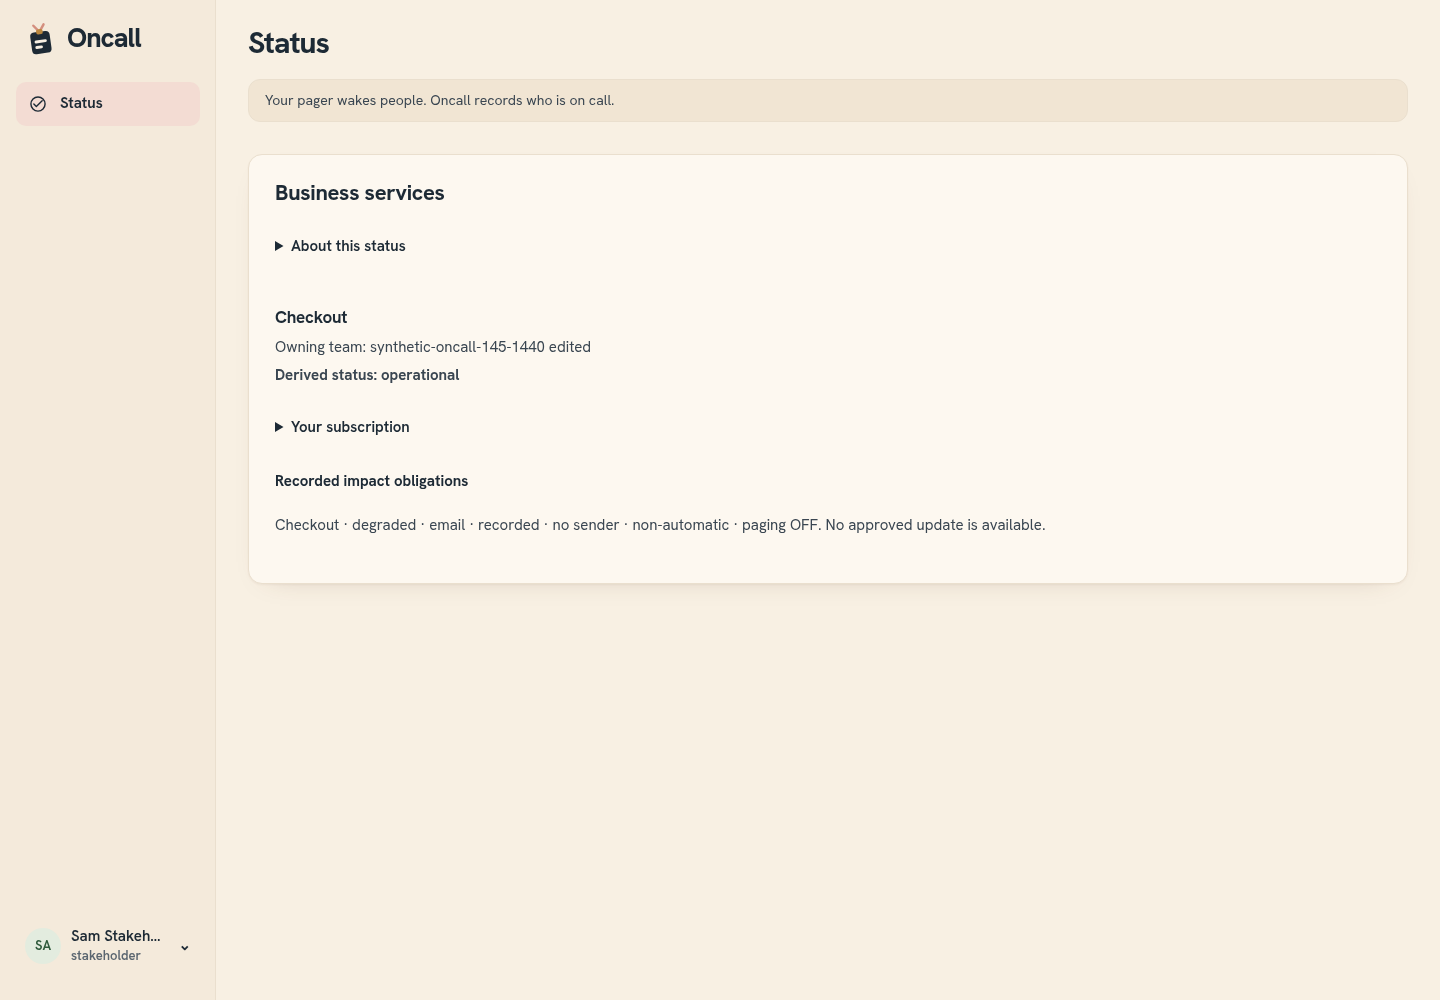 Oncall
Status
Status
Your pager wakes people. Oncall records who is on call.
Business services
About this status
Checkout
Owning team: synthetic-oncall-145-1440 edited
Derived status: operational
Your subscription
Recorded impact obligations
Checkout · degraded · email · recorded · no sender · non-automatic · paging OFF. No approved update is available.
SA
Sam Stakeh...
stakeholder